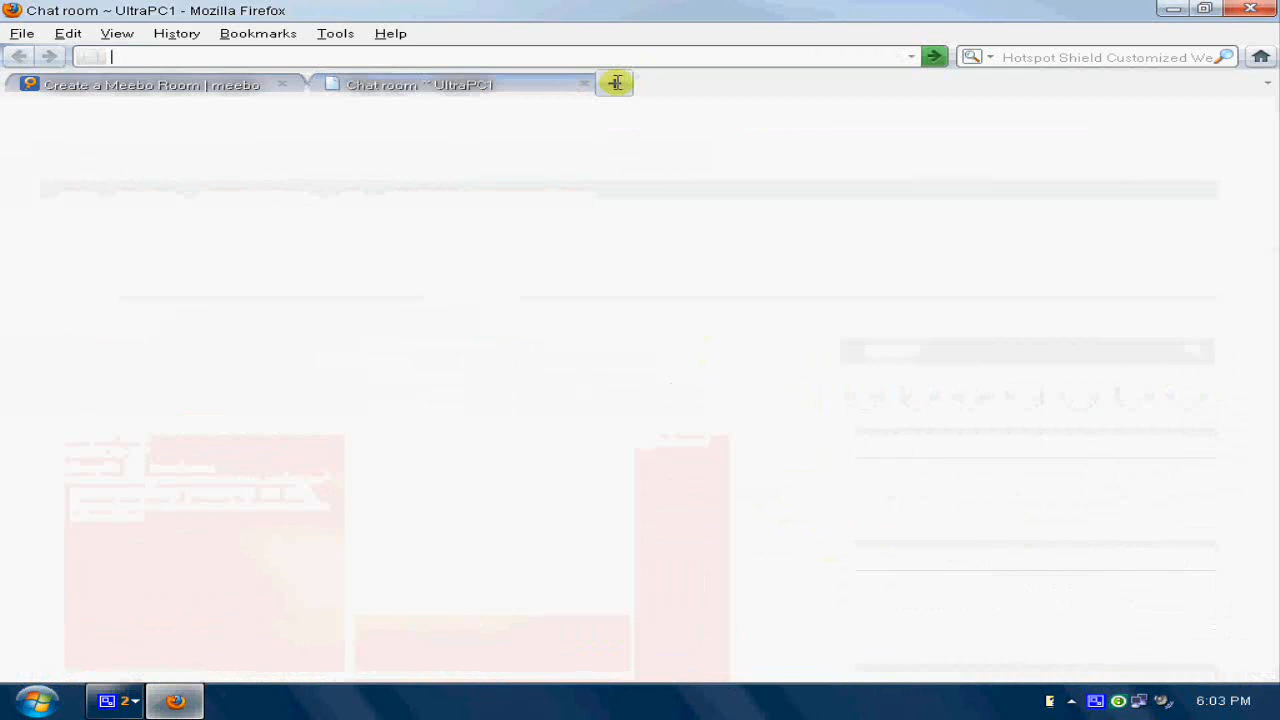 Chat room ~ UltraPC1 - Mozilla Firefox
File Edit View History Bookmarks Tools Help
Hotspot Shield Customized We
Create a Meebo Room | meebo Chat room ~ UltraPC1
2 6:03 PM